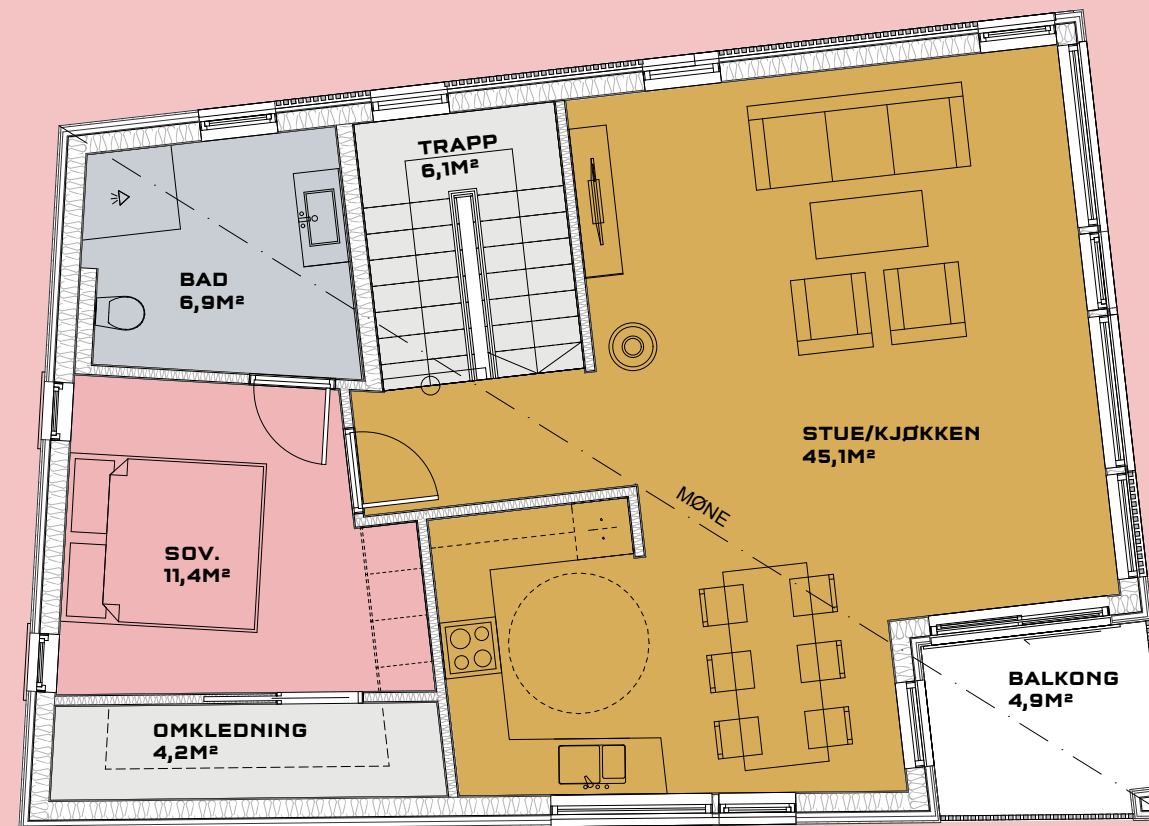 TRAPP
6,1M²
BAD
6,9M²
STUE/KJØKKEN
45,1M²
MØNE
SOV.
11,4M²
BALKONG
4,9M²
OMKLEDNING
4,2M²